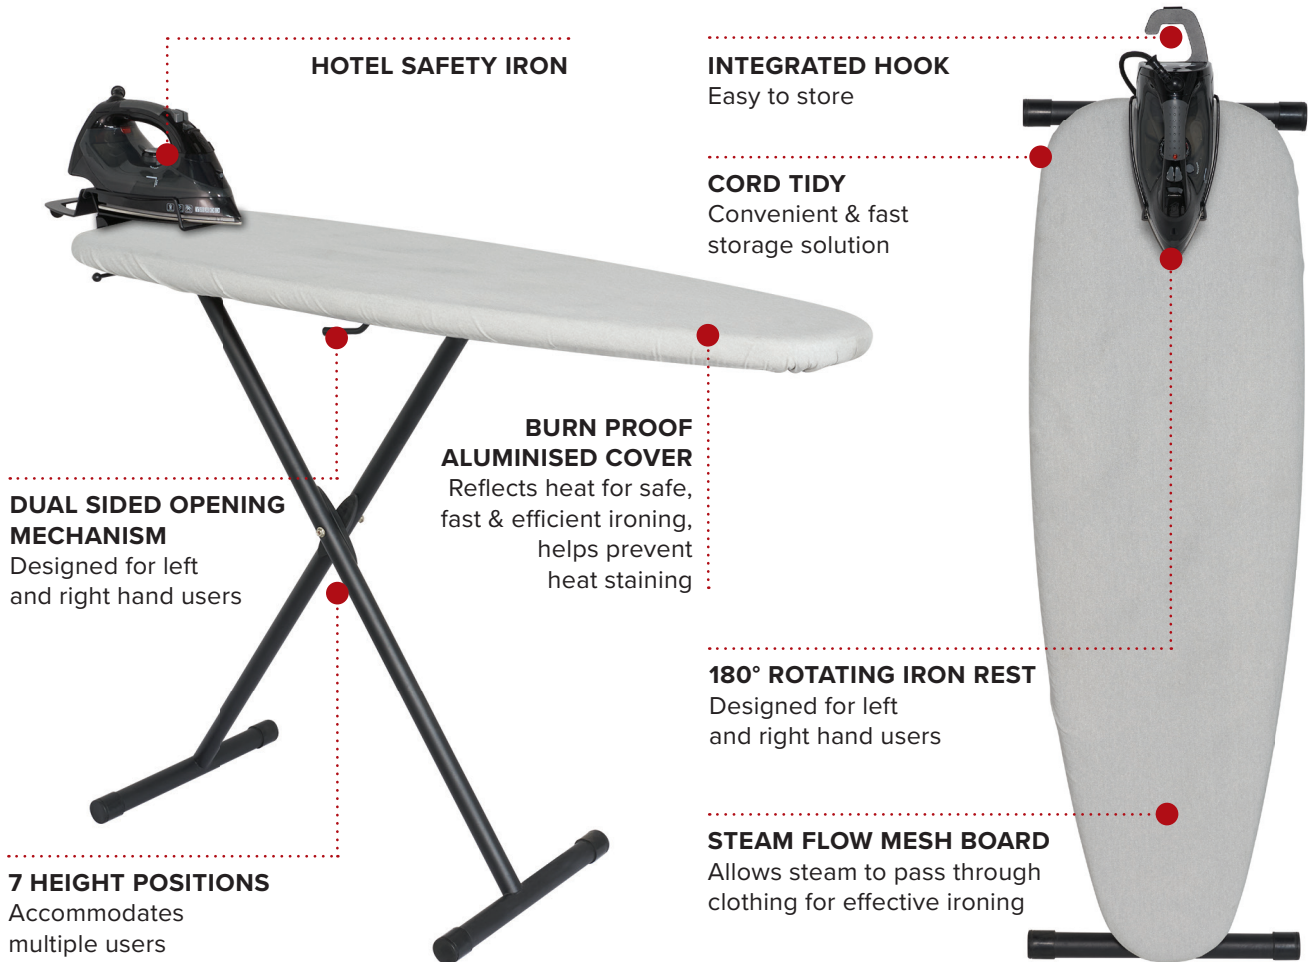 HOTEL SAFETY IRON
INTEGRATED HOOK
Easy to store
CORD TIDY
Convenient & fast
storage solution
BURN PROOF
ALUMINISED COVER
Reflects heat for safe,
fast & efficient ironing,
helps prevent
heat staining
DUAL SIDED OPENING
MECHANISM
Designed for left
and right hand users
180° ROTATING IRON REST
Designed for left
and right hand users
STEAM FLOW MESH BOARD
Allows steam to pass through
clothing for effective ironing
7 HEIGHT POSITIONS
Accommodates
multiple users